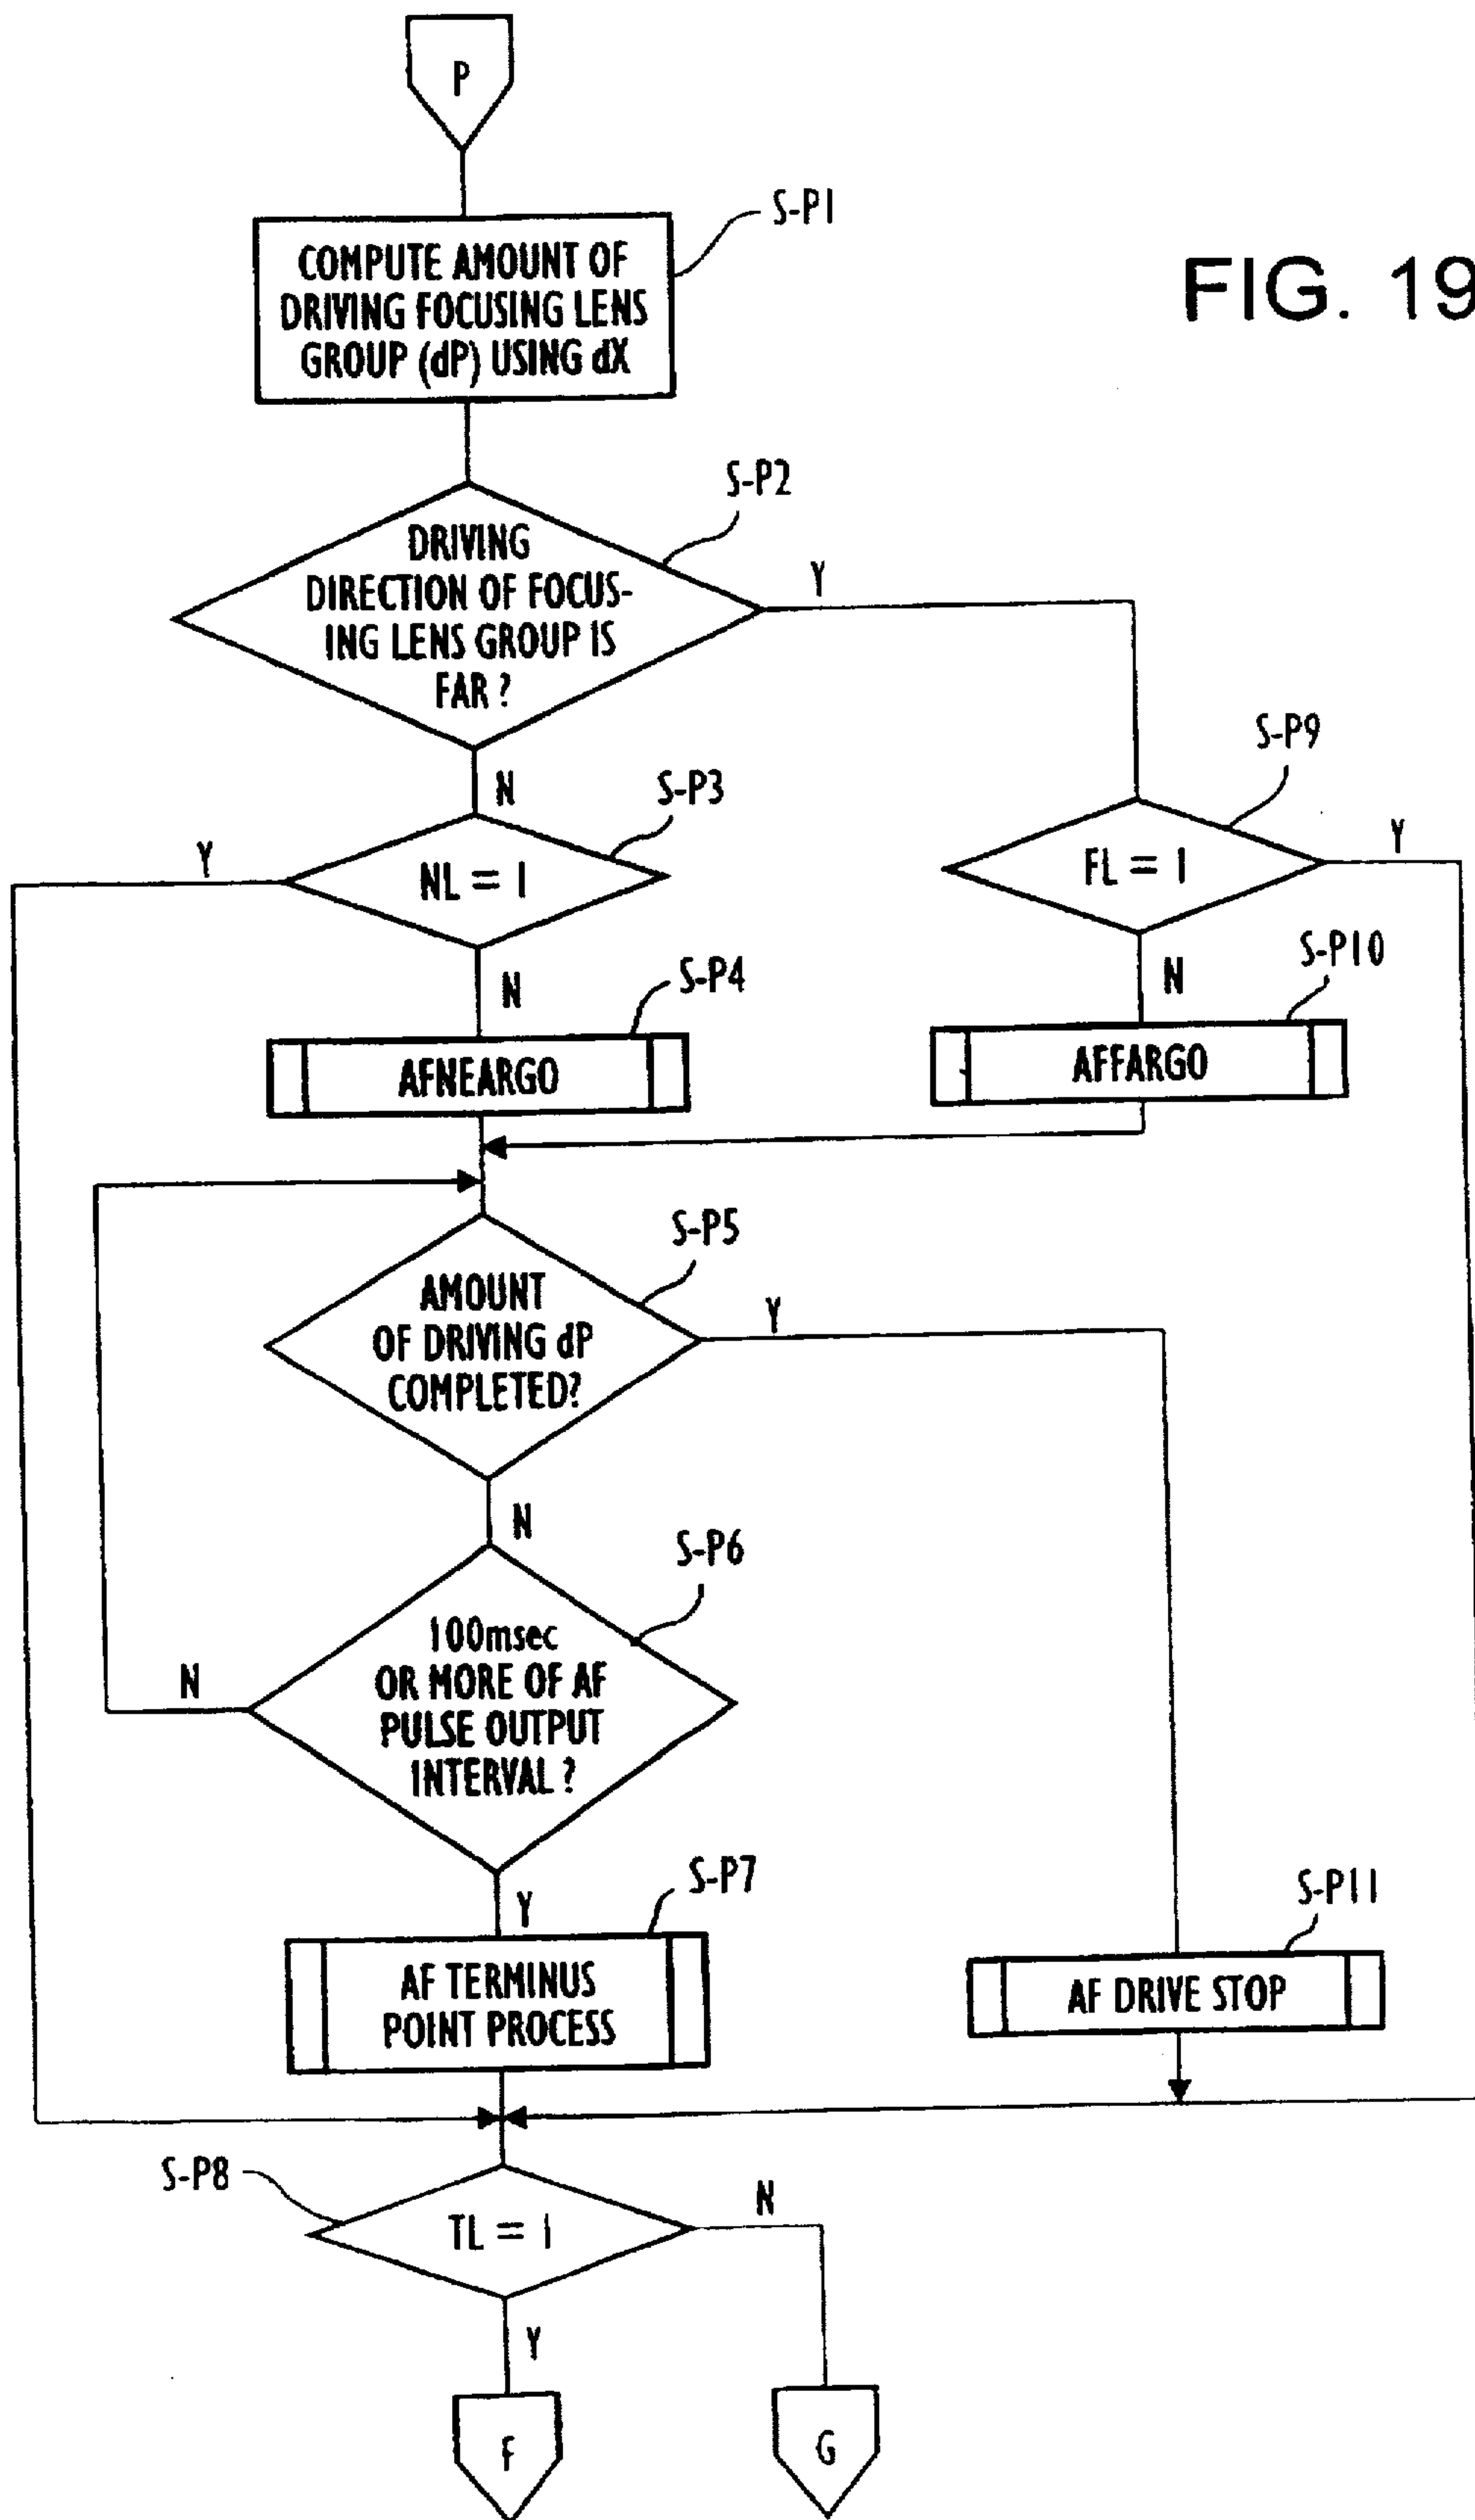 P
S-P1
COMPUTE AMOUNT OF
DRIVING FOCUSING LENS
GROUP (dP) USING dX
FIG. 19
S-P2
DRIVING
DIRECTION OF FOCUS-
ING LENS GROUP IS
FAR?
Y
N
S-P3
S-P9
Y
NL = 1
FL = 1
Y
N
S-P4
N
S-P10
AFNEARGO
AFFARGO
S-P5
AMOUNT
OF DRIVING dP
COMPLETED?
Y
N
S-P6
100msec
OR MORE OF AF
PULSE OUTPUT
INTERVAL?
N
Y
S-P7
S-P11
AF TERMINUS
POINT PROCESS
AF DRIVE STOP
S-P8
TL = 1
N
Y
F
G